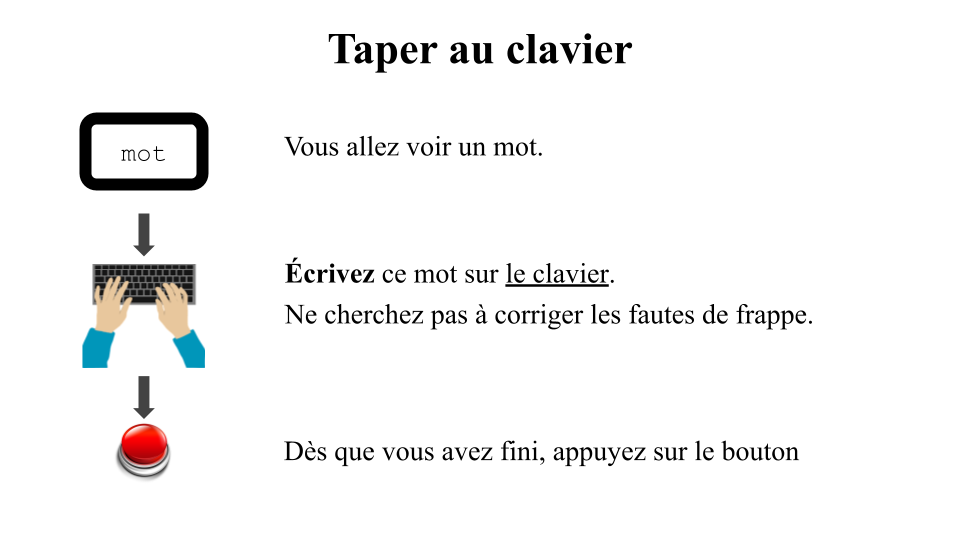 Taper au clavier
mot
Vous allez voir un mot.
Écrivez ce mot sur le clavier.
Ne cherchez pas à corriger les fautes de frappe.
Dès que vous avez fini, appuyez sur le bouton